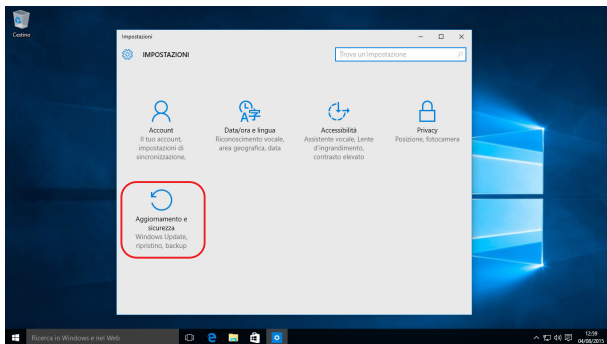 Cestino
Impostazioni
IMPOSTAZIONI
Trova un'impostazione
Account
Il tuo account,
impostazioni di
sincronizzazione,
Data/ora e lingua
Riconoscimento vocale,
area geografica, data
Accessibilità
Assistente vocale, Lente
d'ingrandimento,
contrasto elevato
Privacy
Posizione, fotocamera
Aggiornamento e
sicurezza
Windows Update,
ripristino, backup
Ricerca in Windows e nel Web
12:59
04/08/2015